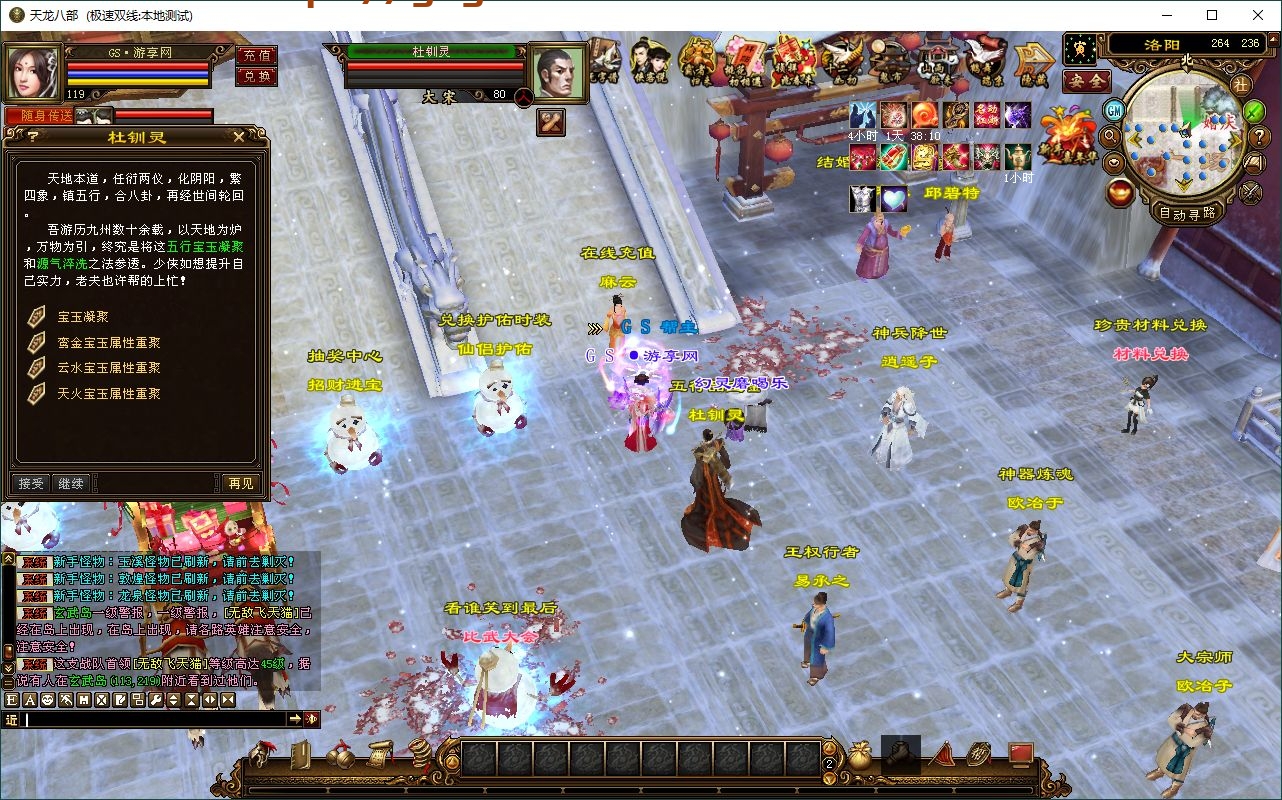 天龙八部 (极速双线:本地测试)
GS·游享网
119
充值
兑换
随身传送
杜钏灵
大宋
80
洛阳
264 236
北
寅
安全
社
GM
自动寻路
4小时
1天
38:10
1小时
?
杜钏灵
天地本道，任衍两仪，化阴阳，繁
四象，镇五行，合八卦，再经世间轮回
。
吾游历九州数十余载，以天地为炉
，万物为引，终究是将这五行宝玉凝聚
和源气淬洗之法参透。少侠如想提升自
己实力，老夫也许帮的上忙！
宝玉凝聚
峦金宝玉属性重聚
云水宝玉属性重聚
天火宝玉属性重聚
接受
继续
再见
邱碧特
在线充值
麻云
GS 帮主
GS
游享网
幻灵魔蝎乐
杜钏灵
兑换护佑时装
仙侣护佑
抽奖中心
招财进宝
神兵降世
逍遥子
珍贵材料兑换
材料兑换
神器炼魂
欧冶子
王权行者
易承之
看谁笑到最后
比武大会
大宗师
欧冶子
系统 新手怪物：玉溪怪物已刷新，请前去剿灭！
系统 新手怪物：敦煌怪物已刷新，请前去剿灭！
系统 新手怪物：龙泉怪物已刷新，请前去剿灭！
系统 玄武岛一级警报，一级警报，[无敌飞天猫]已
经在岛上出现，在岛上出现，请各路英雄注意安全，
注意安全！
系统 这支战队首领[无敌飞天猫]等级高达45级，据
说有人在玄武岛(113,219)附近看到过他们。
近
2